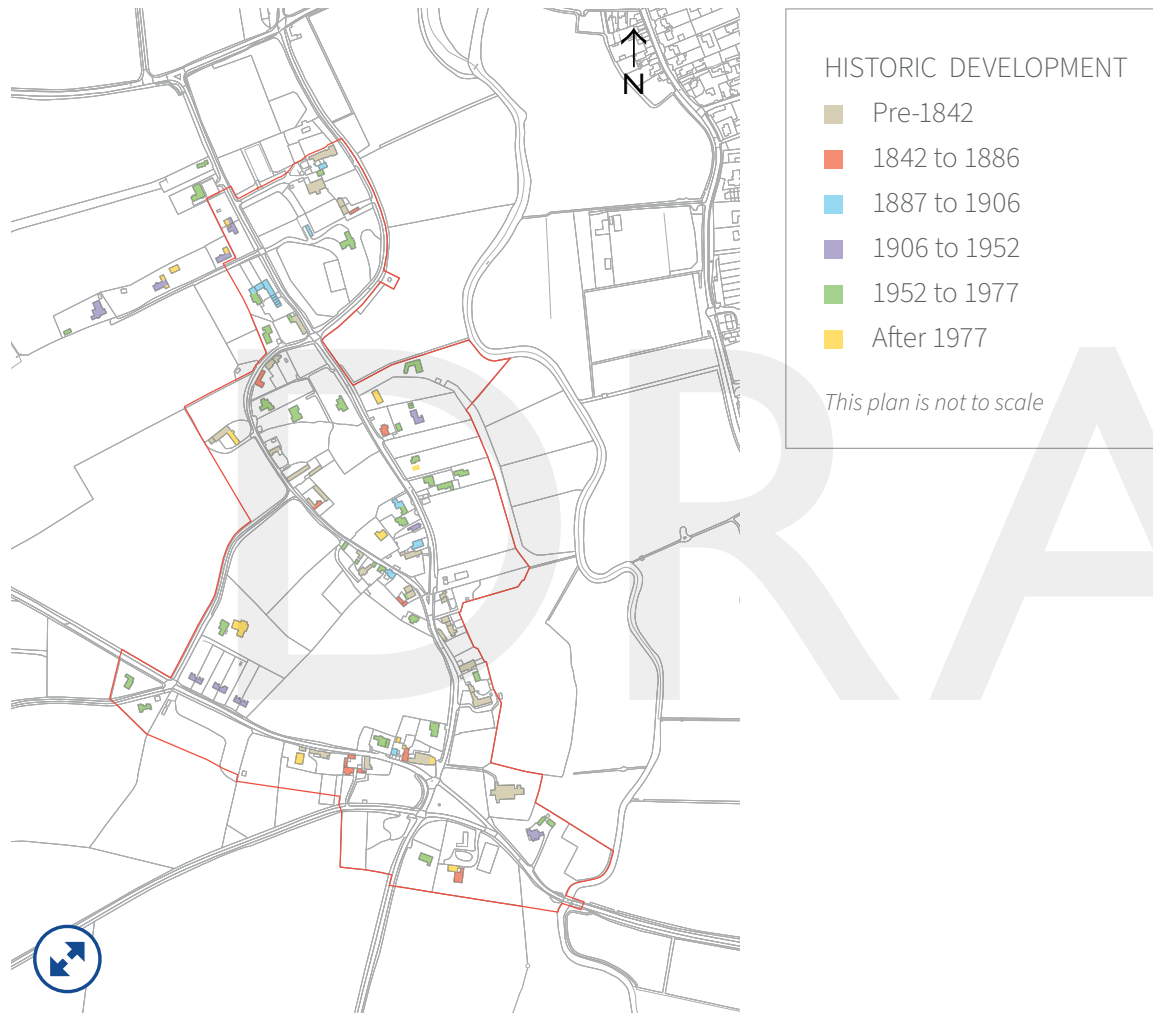 N
HISTORIC DEVELOPMENT
Pre-1842
1842 to 1886
1887 to 1906
1906 to 1952
1952 to 1977
After 1977
This plan is not to scale
DRA